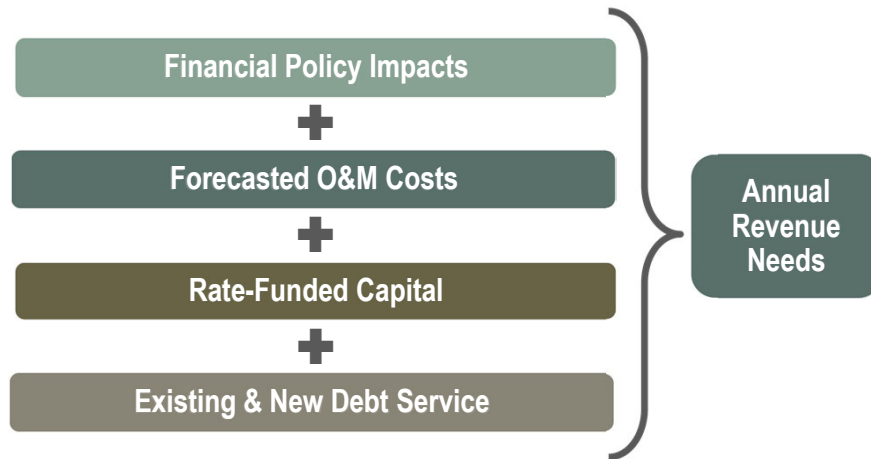 Financial Policy Impacts
+
Forecasted O&M Costs
+
Rate-Funded Capital
+
Existing & New Debt Service
Annual
Revenue
Needs